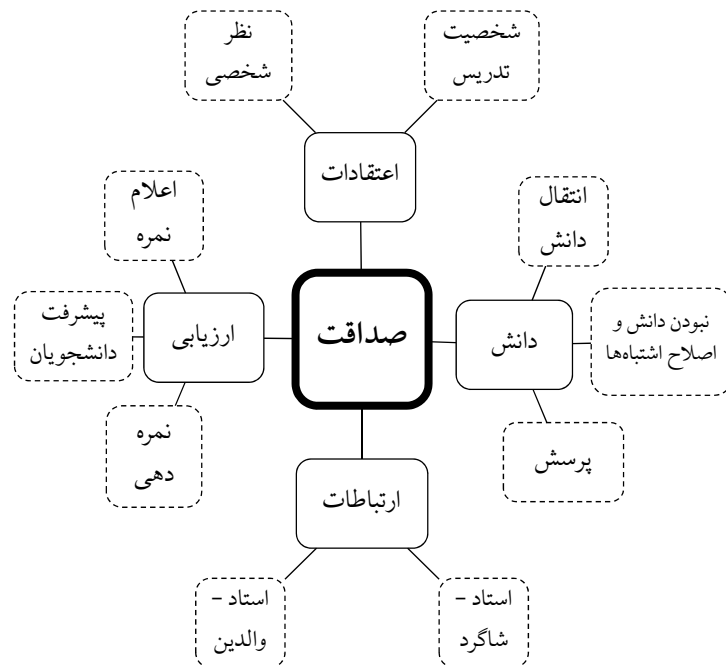 شخصیت
تدریس
نظر
شخصی
اعتقادات
انتقال
دانش
اعلام
نمره
نبودن دانش و
اصلاح اشتباه‌ها
دانش
صداقت
ارزیابی
پیشرفت
دانشجویان
پرسش
نمره
دهی
ارتباطات
استاد –
شاگرد
استاد –
والدین